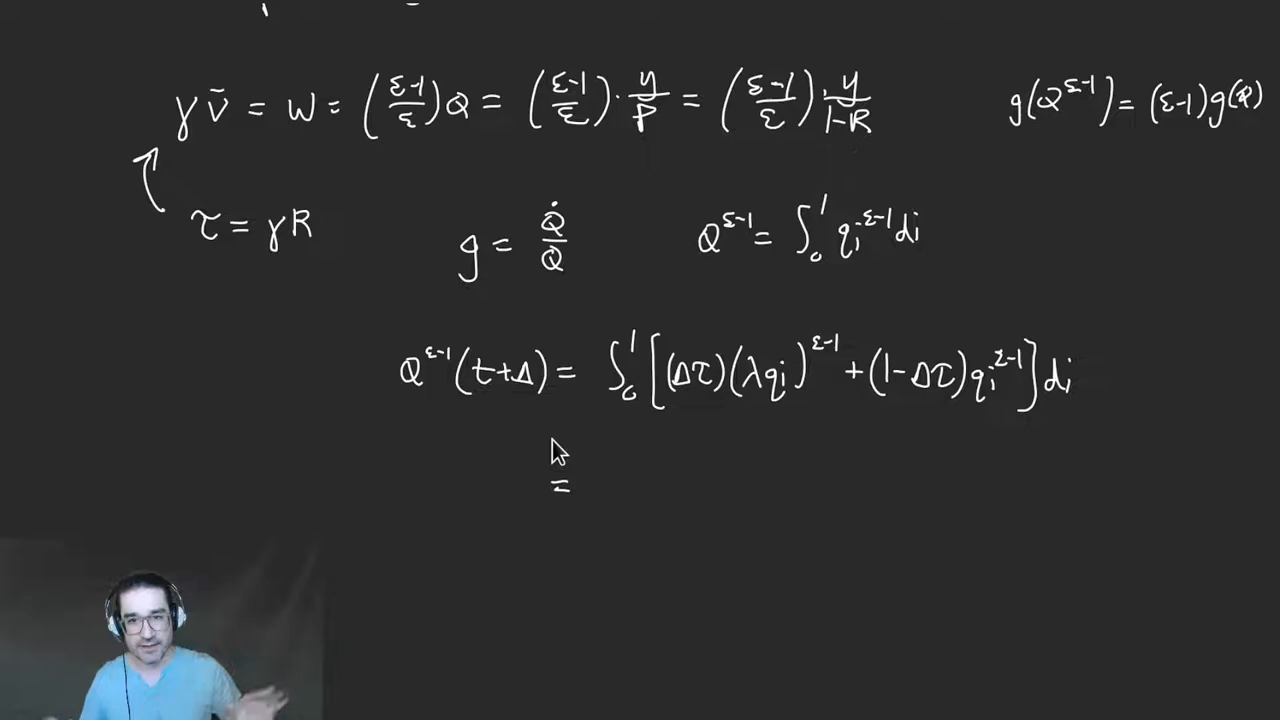 γṽ = w = (ε-1/ε)Q = (ε-1/ε)·y/P = (ε-1/ε)·y/1-R g(Q^ε-1) = (ε-1)g(Q)
τ = γR g = Q̇/Q Q^ε-1 = ∫₀¹ qᵢ^ε-1 di
Q^ε-1(t+Δ) = ∫₀¹ [(Δτ)(λqᵢ)^ε-1 + (1-Δτ)qᵢ^ε-1] di
=